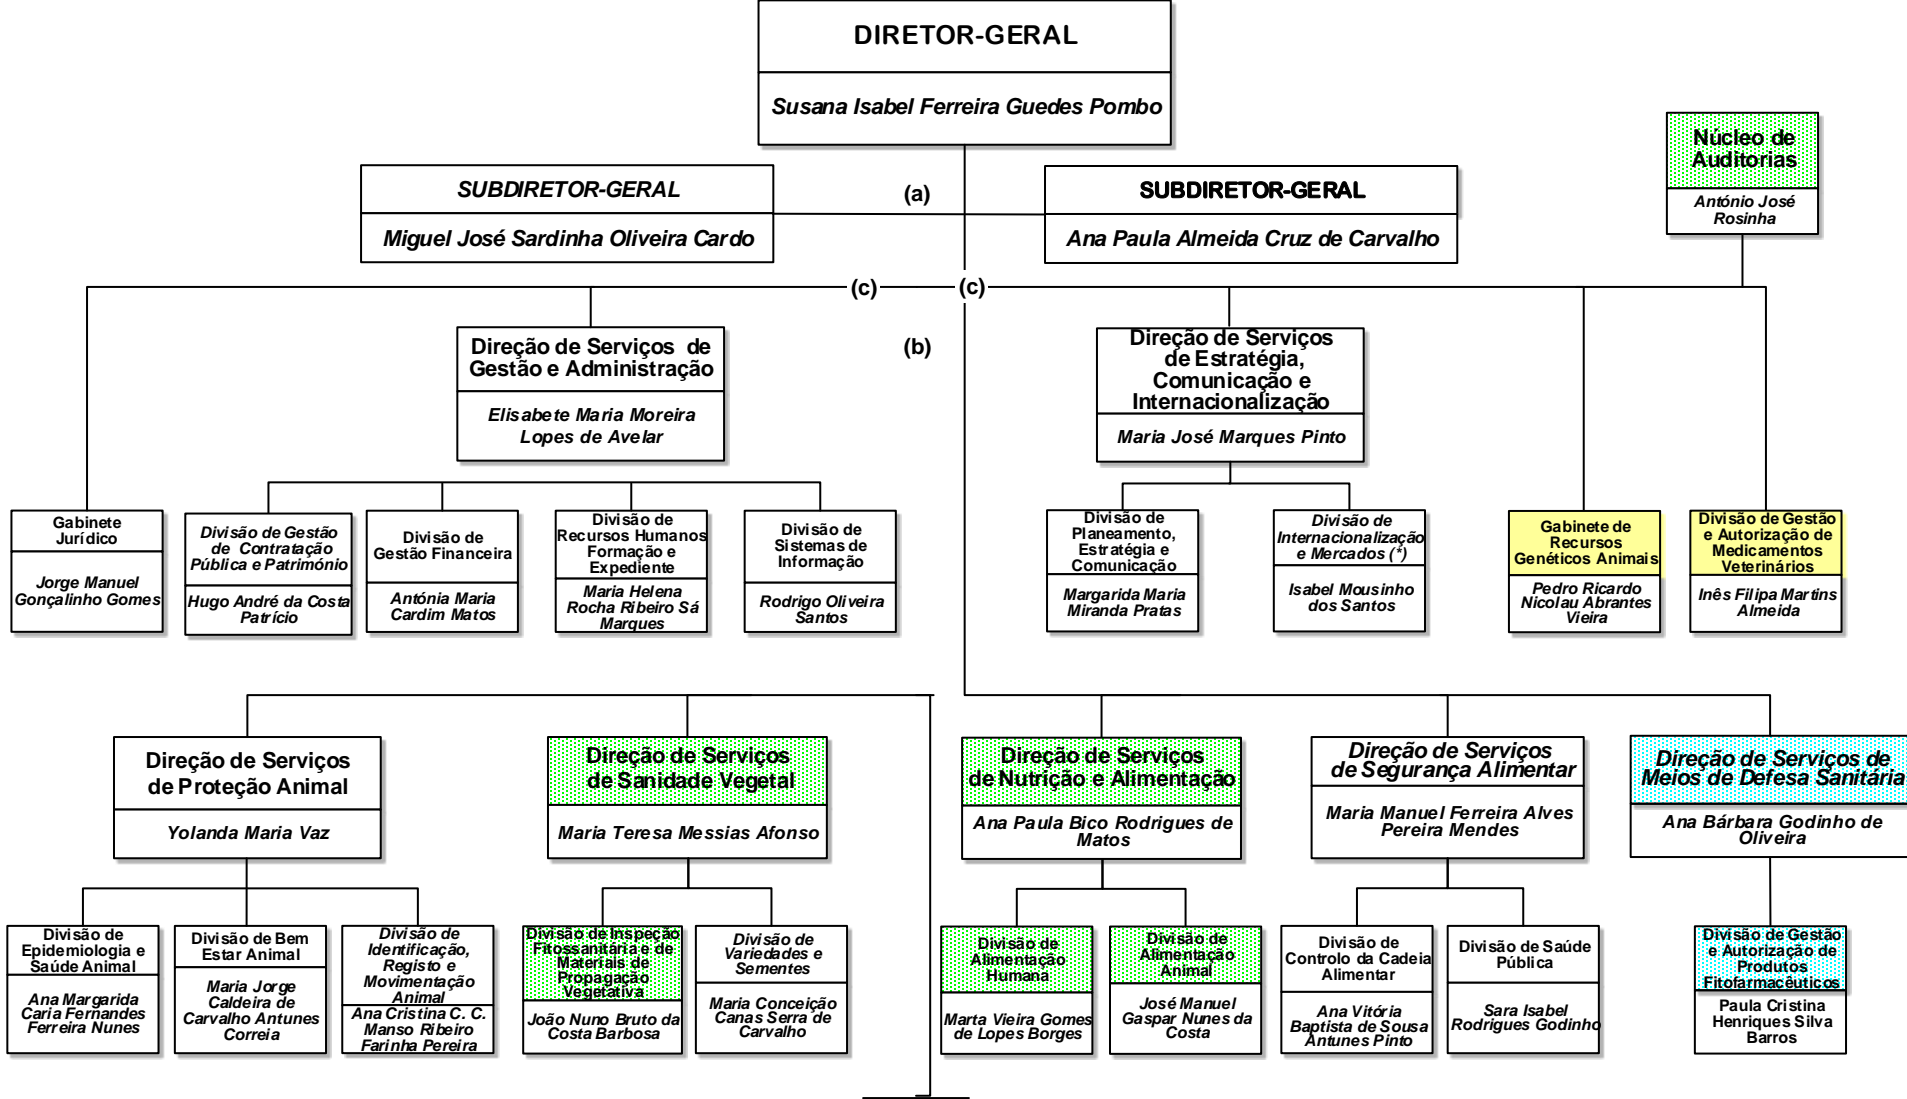 DIRETOR-GERAL
Susana Isabel Ferreira Guedes Pombo
Núcleo de
Auditorias
António José
Rosinha
SUBDIRETOR-GERAL
Miguel José Sardinha Oliveira Cardo
(a)
SUBDIRETOR-GERAL
Ana Paula Almeida Cruz de Carvalho
(c)
(c)
Direção de Serviços de
Gestão e Administração
Elisabete Maria Moreira
Lopes de Avelar
(b)
Direção de Serviços
de Estratégia,
Comunicação e
Internacionalização
Maria José Marques Pinto
Gabinete
Jurídico
Jorge Manuel
Gonçalinho Gomes
Divisão de Gestão
de Contratação
Pública e Património
Hugo André da Costa
Patrício
Divisão de
Gestão Financeira
Antónia Maria
Cardim Matos
Divisão de
Recursos Humanos
Formação e
Expediente
Maria Helena
Rocha Ribeiro Sá
Marques
Divisão de
Sistemas de
Informação
Rodrigo Oliveira
Santos
Divisão de
Planeamento,
Estratégia e
Comunicação
Margarida Maria
Miranda Pratas
Divisão de
Internacionalização
e Mercados (*)
Isabel Mousinho
dos Santos
Gabinete de
Recursos
Genéticos Animais
Pedro Ricardo
Nicolau Abrantes
Vieira
Divisão de Gestão
e Autorização de
Medicamentos
Veterinários
Inês Filipa Martins
Almeida
Direção de Serviços
de Proteção Animal
Yolanda Maria Vaz
Direção de Serviços
de Sanidade Vegetal
Maria Teresa Messias Afonso
Direção de Serviços
de Nutrição e Alimentação
Ana Paula Bico Rodrigues de
Matos
Direção de Serviços
de Segurança Alimentar
Maria Manuel Ferreira Alves
Pereira Mendes
Direção de Serviços de
Meios de Defesa Sanitária
Ana Bárbara Godinho de
Oliveira
Divisão de
Epidemiologia e
Saúde Animal
Ana Margarida
Caria Fernandes
Ferreira Nunes
Divisão de Bem
Estar Animal
Maria Jorge
Caldeira de
Carvalho Antunes
Correia
Divisão de
Identificação,
Registo e
Movimentação
Animal
Ana Cristina C. C.
Manso Ribeiro
Farinha Pereira
Divisão de Inspeção
Fitossanitária e de
Materiais de
Propagação
Vegetativa
João Nuno Bruto da
Costa Barbosa
Divisão de
Variedades e
Sementes
Maria Conceição
Canas Serra de
Carvalho
Divisão de
Alimentação
Humana
Marta Vieira Gomes
de Lopes Borges
Divisão de
Alimentação
Animal
José Manuel
Gaspar Nunes da
Costa
Divisão de
Controlo da Cadeia
Alimentar
Ana Vitória
Baptista de Sousa
Antunes Pinto
Divisão de Saúde
Pública
Sara Isabel
Rodrigues Godinho
Divisão de Gestão
e Autorização de
Produtos
Fitofarmacêuticos
Paula Cristina
Henriques Silva
Barros